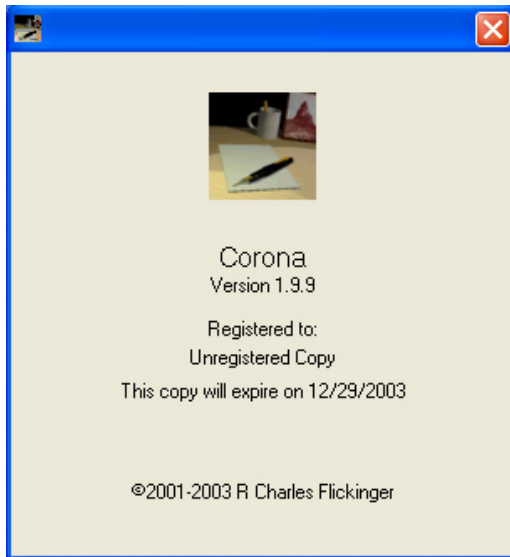 Corona
Version 1.9.9
Registered to:
Unregistered Copy
This copy will expire on 12/29/2003
©2001-2003 R Charles Flickinger